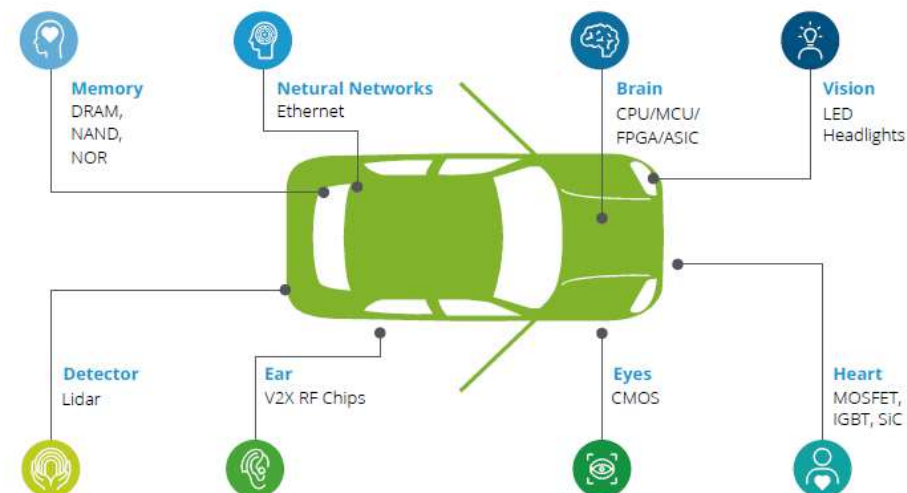 Memory
DRAM,
NAND,
NOR
Netural Networks
Ethernet
Brain
CPU/MCU/
FPGA/ASIC
Vision
LED
Headlights
Detector
Lidar
Ear
V2X RF Chips
Eyes
CMOS
Heart
MOSFET,
IGBT, SiC